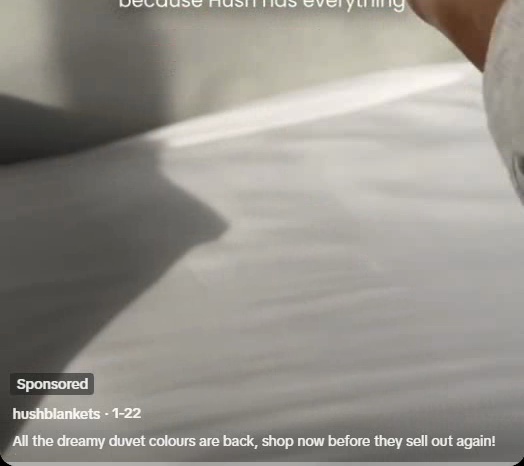 because Hush has everything
Sponsored
hushblankets · 1-22
All the dreamy duvet colours are back, shop now before they sell out again!